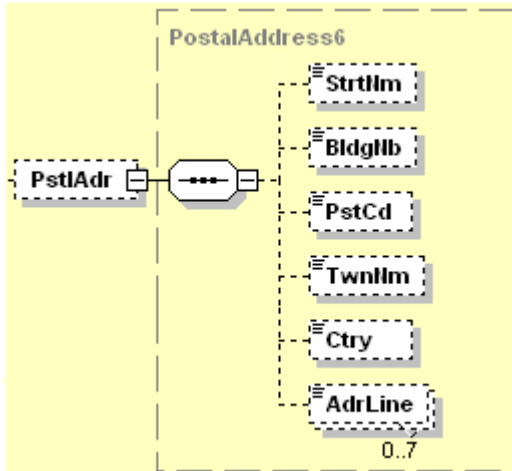 PostalAddress6
StrtNm
BldgNb
PstlAdr
PstCd
TwnNm
Ctry
AdrLine
0..7